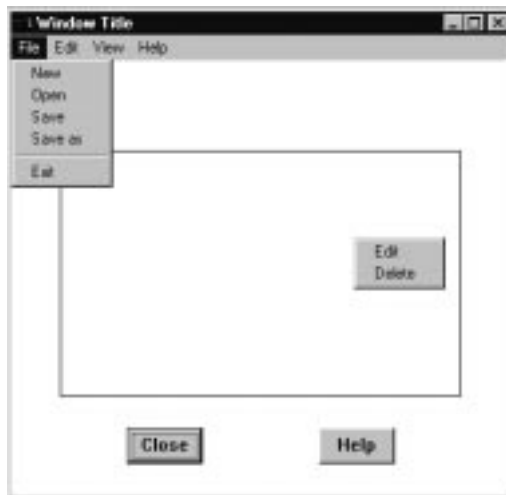 Window Title
File Edit View Help
New
Open
Save
Save as
Exit
Edit
Delete
Close
Help